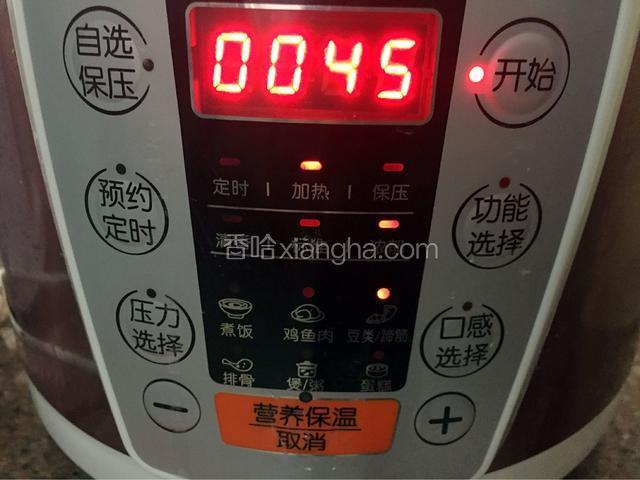 自选
保压
0045
开始
定时 加热 保压
预约
定时
功能
选择
香哈xiangha.com
压力
选择
煮饭 鸡鱼肉 豆类/蹄筋
口感
选择
排骨 煲/粥 蛋糕
−
营养保温
取消
+